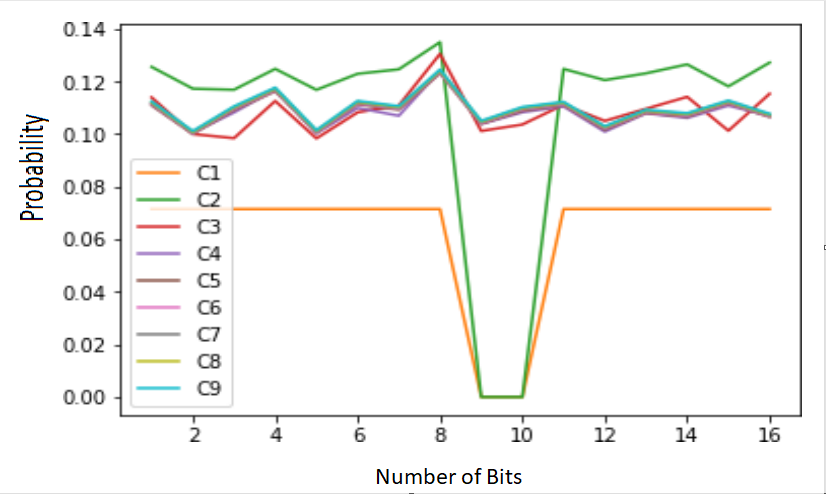 0.14
0.12
0.10
0.08
0.06
0.04
0.02
0.00
Probability
C1
C2
C3
C4
C5
C6
C7
C8
C9
2 4 6 8 10 12 14 16
Number of Bits